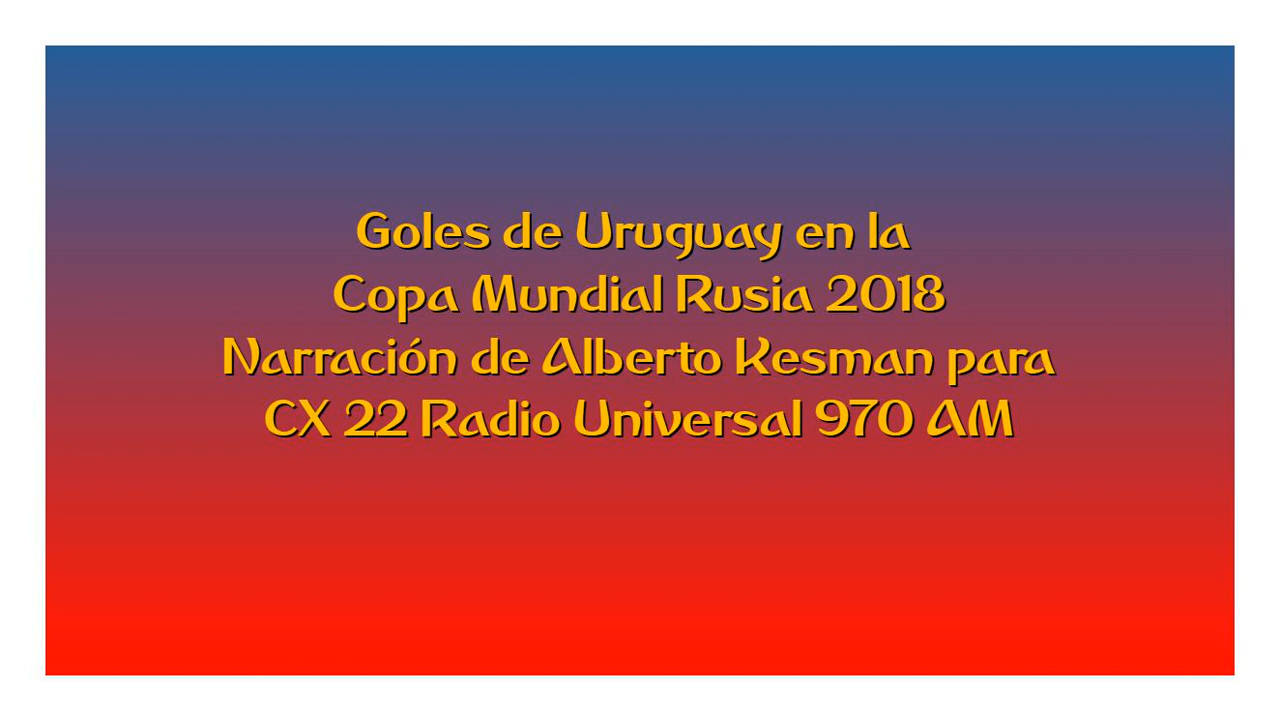 Goles de Uruguay en la
Copa Mundial Rusia 2018
Narración de Alberto Kesman para
CX 22 Radio Universal 970 AM